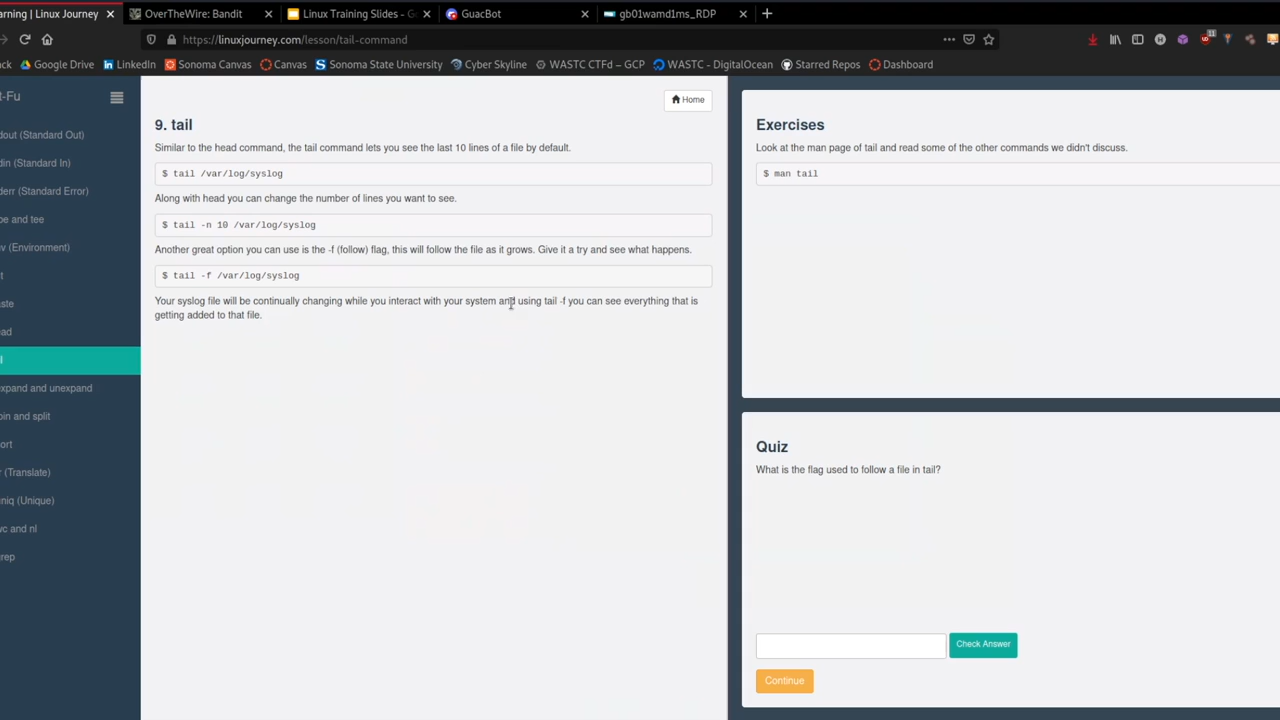 arning | Linux Journey
OverTheWire: Bandit
Linux Training Slides - G
GuacBot
gb01wamd1ms_RDP
https://linuxjourney.com/lesson/tail-command
11
ack
Google Drive
LinkedIn
Sonoma Canvas
Canvas
Sonoma State University
Cyber Skyline
WASTC CTFd – GCP
WASTC - DigitalOcean
Starred Repos
Dashboard
t-Fu
dout (Standard Out)
din (Standard In)
derr (Standard Error)
pe and tee
nv (Environment)
t
ste
ead
il
xpand and unexpand
oin and split
ort
r (Translate)
niq (Unique)
wc and nl
grep
Home
9. tail
Similar to the head command, the tail command lets you see the last 10 lines of a file by default.
$ tail /var/log/syslog
Along with head you can change the number of lines you want to see.
$ tail -n 10 /var/log/syslog
Another great option you can use is the -f (follow) flag, this will follow the file as it grows. Give it a try and see what happens.
$ tail -f /var/log/syslog
Your syslog file will be continually changing while you interact with your system and using tail -f you can see everything that is
getting added to that file.
Exercises
Look at the man page of tail and read some of the other commands we didn't discuss.
$ man tail
Quiz
What is the flag used to follow a file in tail?
Check Answer
Continue